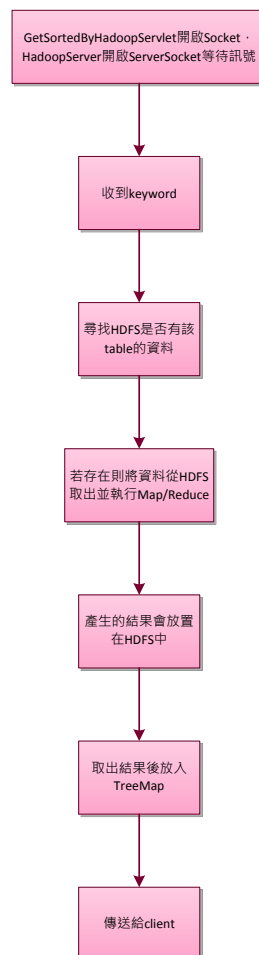 GetSortedByHadoopServlet開啟Socket，
HadoopServer開啟ServerSocket等待訊號
收到keyword
尋找HDFS是否有該
table的資料
若存在則將資料從HDFS
取出並執行Map/Reduce
產生的結果會放置
在HDFS中
取出結果後放入
TreeMap
傳送給client